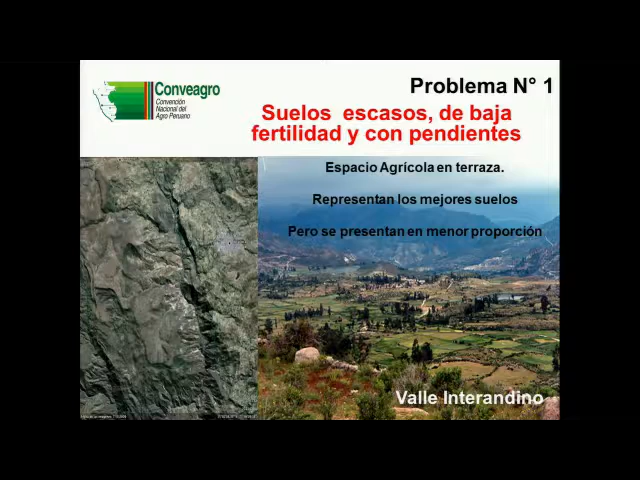 Problema N° 1
Conveagro
Convención
Nacional del
Agro Peruano
Suelos escasos, de baja
fertilidad y con pendientes
Espacio Agrícola en terraza.
Representan los mejores suelos
Pero se presentan en menor proporción
Valle Interandino